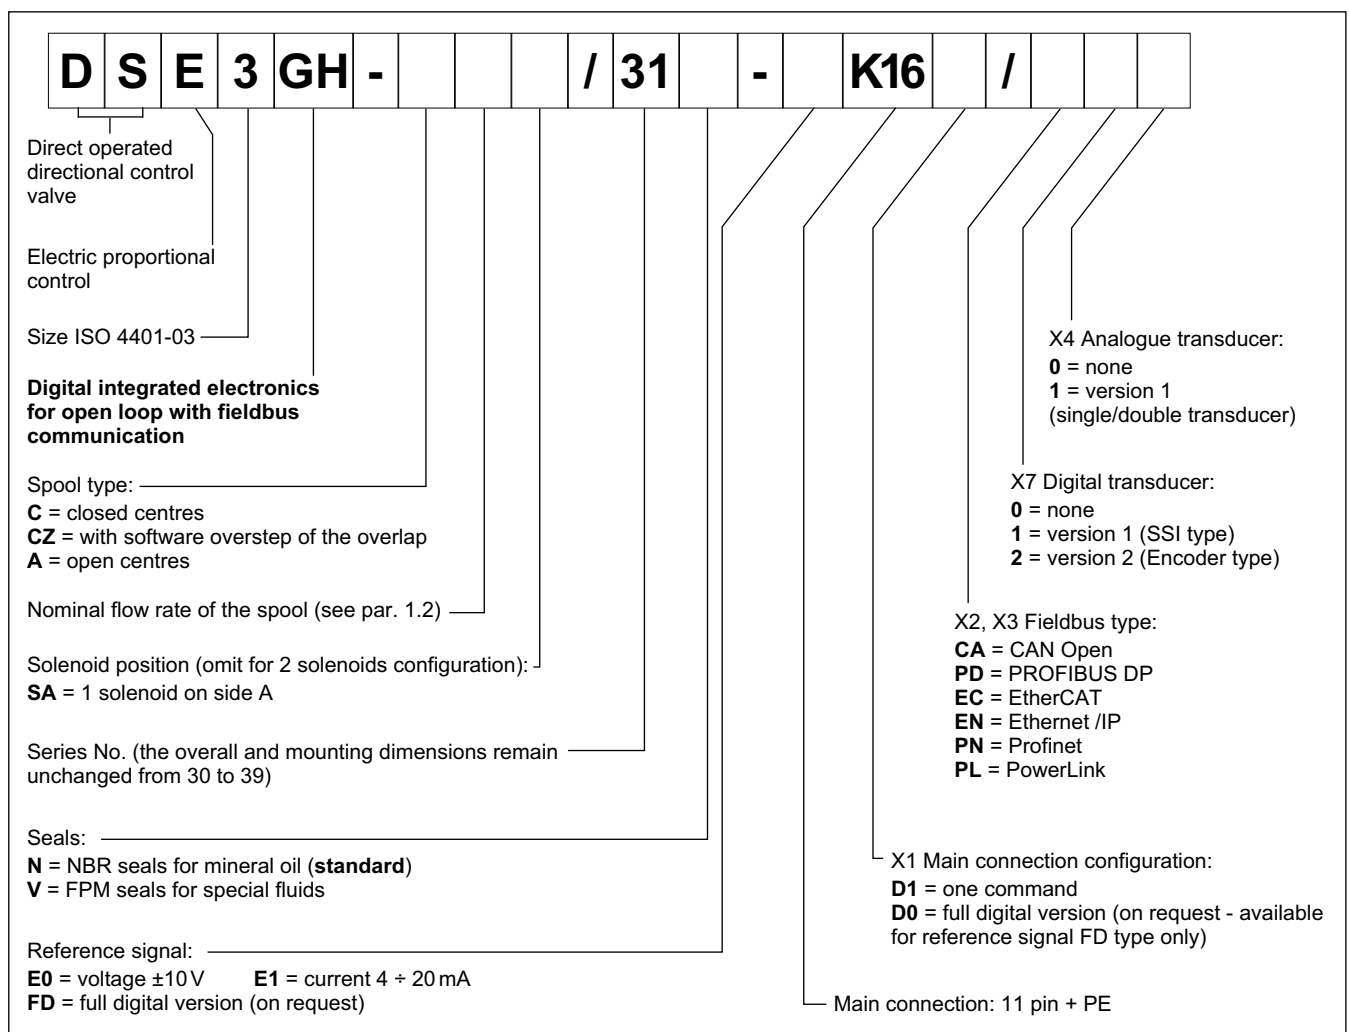 D S E 3 GH - / 31 - K16 /
Direct operated
directional control
valve
Electric proportional
control
Size ISO 4401-03
Digital integrated electronics
for open loop with fieldbus
communication
Spool type:
C = closed centres
CZ = with software overstep of the overlap
A = open centres
Nominal flow rate of the spool (see par. 1.2)
Solenoid position (omit for 2 solenoids configuration):
SA = 1 solenoid on side A
Series No. (the overall and mounting dimensions remain
unchanged from 30 to 39)
Seals:
N = NBR seals for mineral oil (standard)
V = FPM seals for special fluids
Reference signal:
E0 = voltage ±10 V E1 = current 4 ÷ 20 mA
FD = full digital version (on request)
X4 Analogue transducer:
0 = none
1 = version 1
(single/double transducer)
X7 Digital transducer:
0 = none
1 = version 1 (SSI type)
2 = version 2 (Encoder type)
X2, X3 Fieldbus type:
CA = CAN Open
PD = PROFIBUS DP
EC = EtherCAT
EN = Ethernet /IP
PN = Profinet
PL = PowerLink
X1 Main connection configuration:
D1 = one command
D0 = full digital version (on request - available
for reference signal FD type only)
Main connection: 11 pin + PE